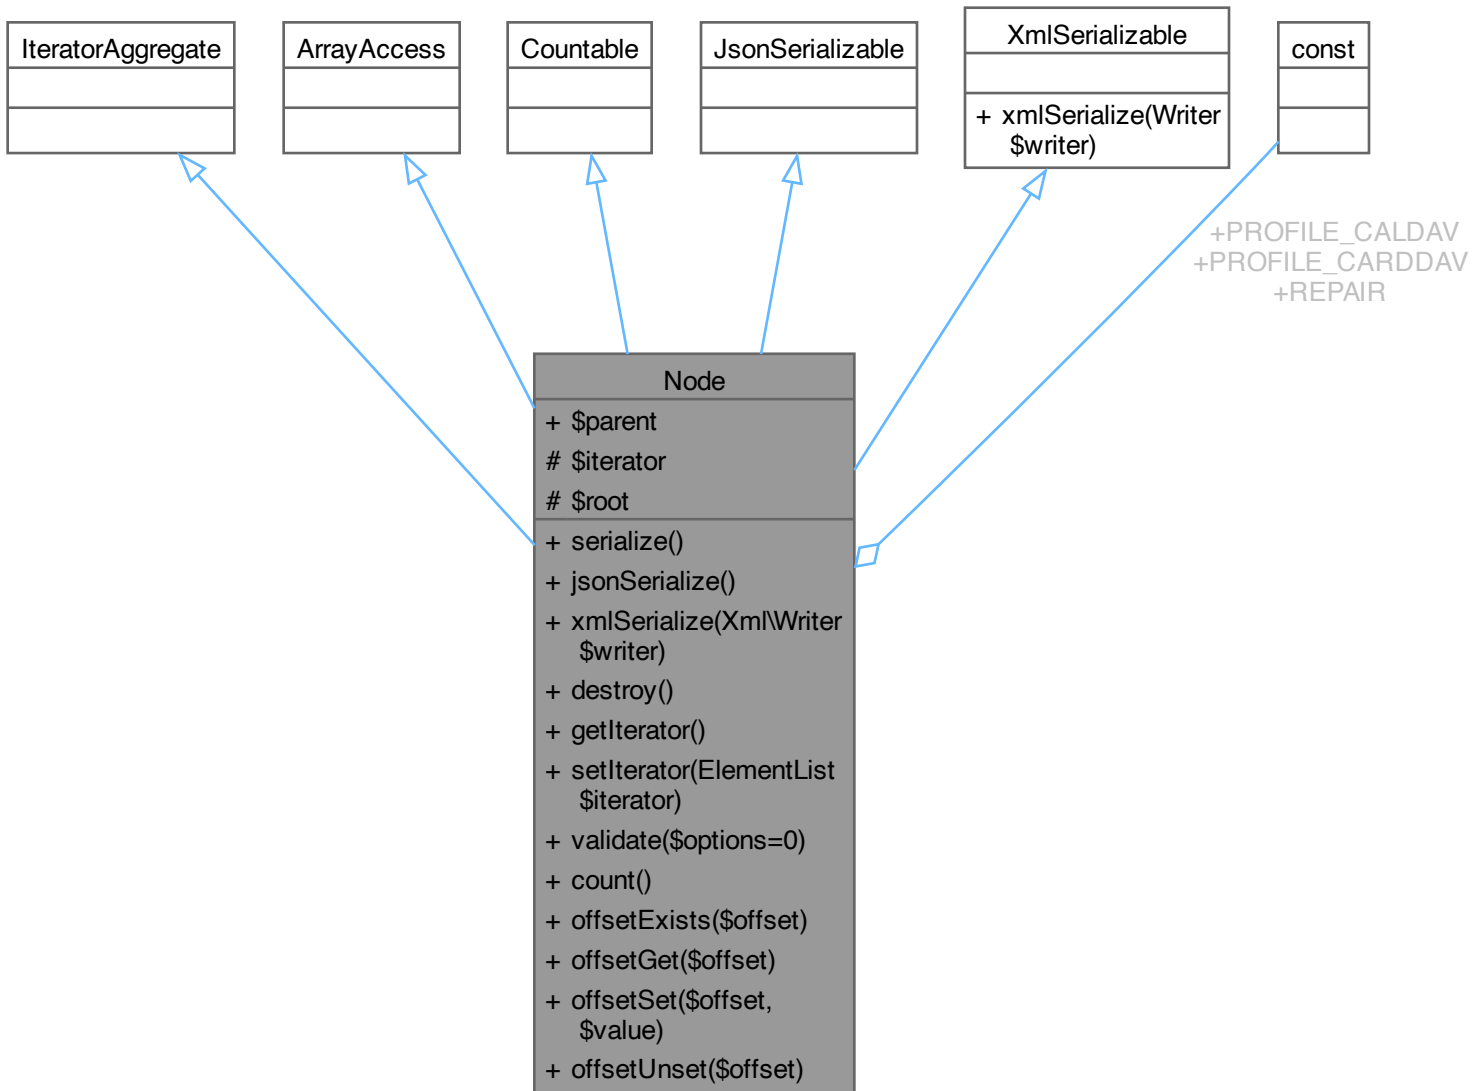 IteratorAggregate
ArrayAccess
Countable
JsonSerializable
XmlSerializable
+ xmlSerialize(Writer
$writer)
const
+PROFILE_CALDAV
+PROFILE_CARDDAV
+REPAIR
Node
+ $parent
# $iterator
# $root
+ serialize()
+ jsonSerialize()
+ xmlSerialize(Xml\Writer
$writer)
+ destroy()
+ getIterator()
+ setIterator(ElementList
$iterator)
+ validate($options=0)
+ count()
+ offsetExists($offset)
+ offsetGet($offset)
+ offsetSet($offset,
$value)
+ offsetUnset($offset)